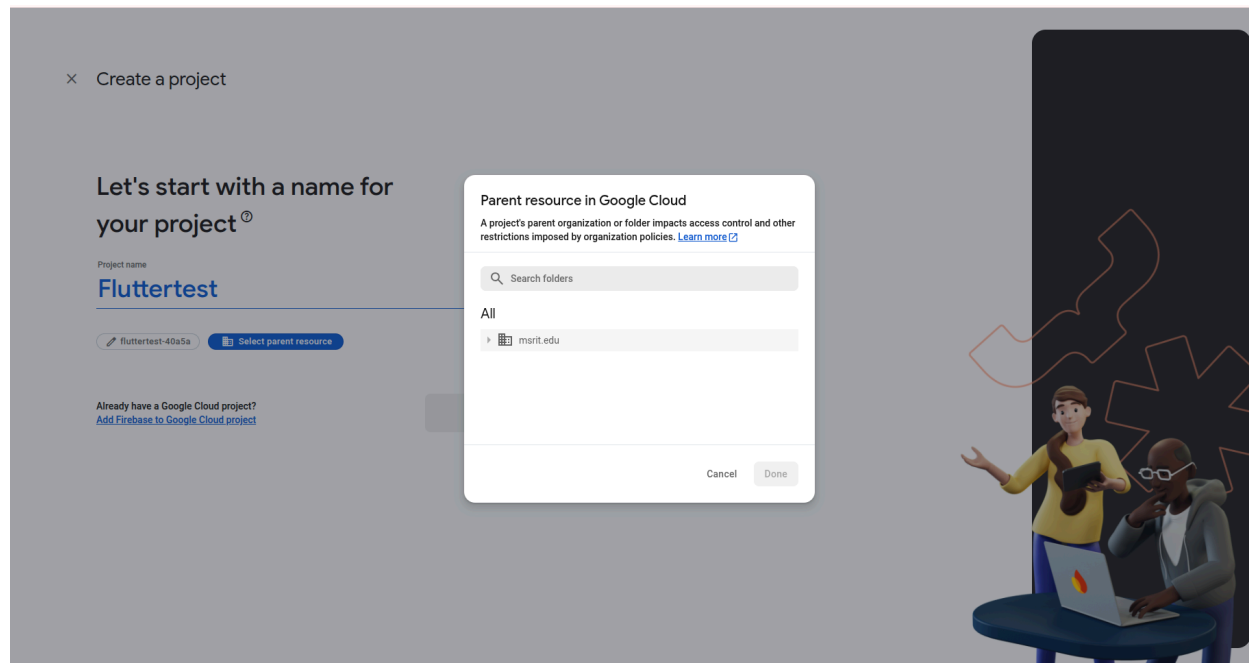 Create a project
Let's start with a name for
your project
Project name
Fluttertest
fluttertest-40a5a
Select parent resource
Already have a Google Cloud project?
Add Firebase to Google Cloud project
Parent resource in Google Cloud
A project's parent organization or folder impacts access control and other
restrictions imposed by organization policies. Learn more
Search folders
All
msrit.edu
Cancel
Done